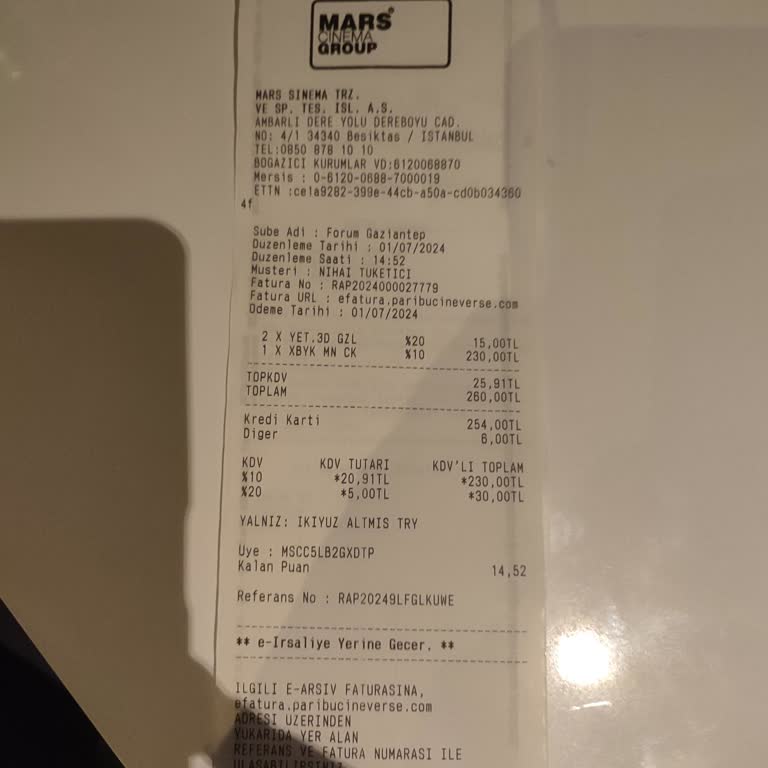 MARS
CINEMA
GROUP
MARS SINEMA TRZ.
VE SP. TES. ISL. A.S.
AMBARLI DERE YOLU DEREBOYU CAD.
NO: 4/1 34340 Besiktas / ISTANBUL
TEL:0850 878 10 10
BOGAZICI KURUMLAR VD:6120068870
Mersis : 0-6120-0688-7000019
ETTN :ce1a9282-399e-44cb-a50a-cd0b034360
4f
Sube Adi : Forum Gaziantep
Duzenleme Tarihi : 01/07/2024
Duzenleme Saati : 14:52
Musteri : NIHAI TUKETICI
Fatura No : RAP2024000027779
Fatura URL : efatura.paribucineverse.com
Odeme Tarihi : 01/07/2024
2 X YET.3D GZL %20 15,00TL
1 X XBYK MN CK %10 230,00TL
TOPKDV 25,91TL
TOPLAM 260,00TL
Kredi Karti 254,00TL
Diger 6,00TL
KDV KDV TUTARI KDV'LI TOPLAM
%10 *20,91TL *230,00TL
%20 *5,00TL *30,00TL
YALNIZ: IKIYUZ ALTMIS TRY
Uye : MSCC5LB2GXDTP
Kalan Puan 14,52
Referans No : RAP20249LFGLKUWE
** e-Irsaliye Yerine Gecer. **
ILGILI E-ARSIV FATURASINA,
efatura.paribucineverse.com
ADRESI UZERINDEN
YUKARIDA YER ALAN
REFERANS VE FATURA NUMARASI ILE
ULASABILIRSINIZ